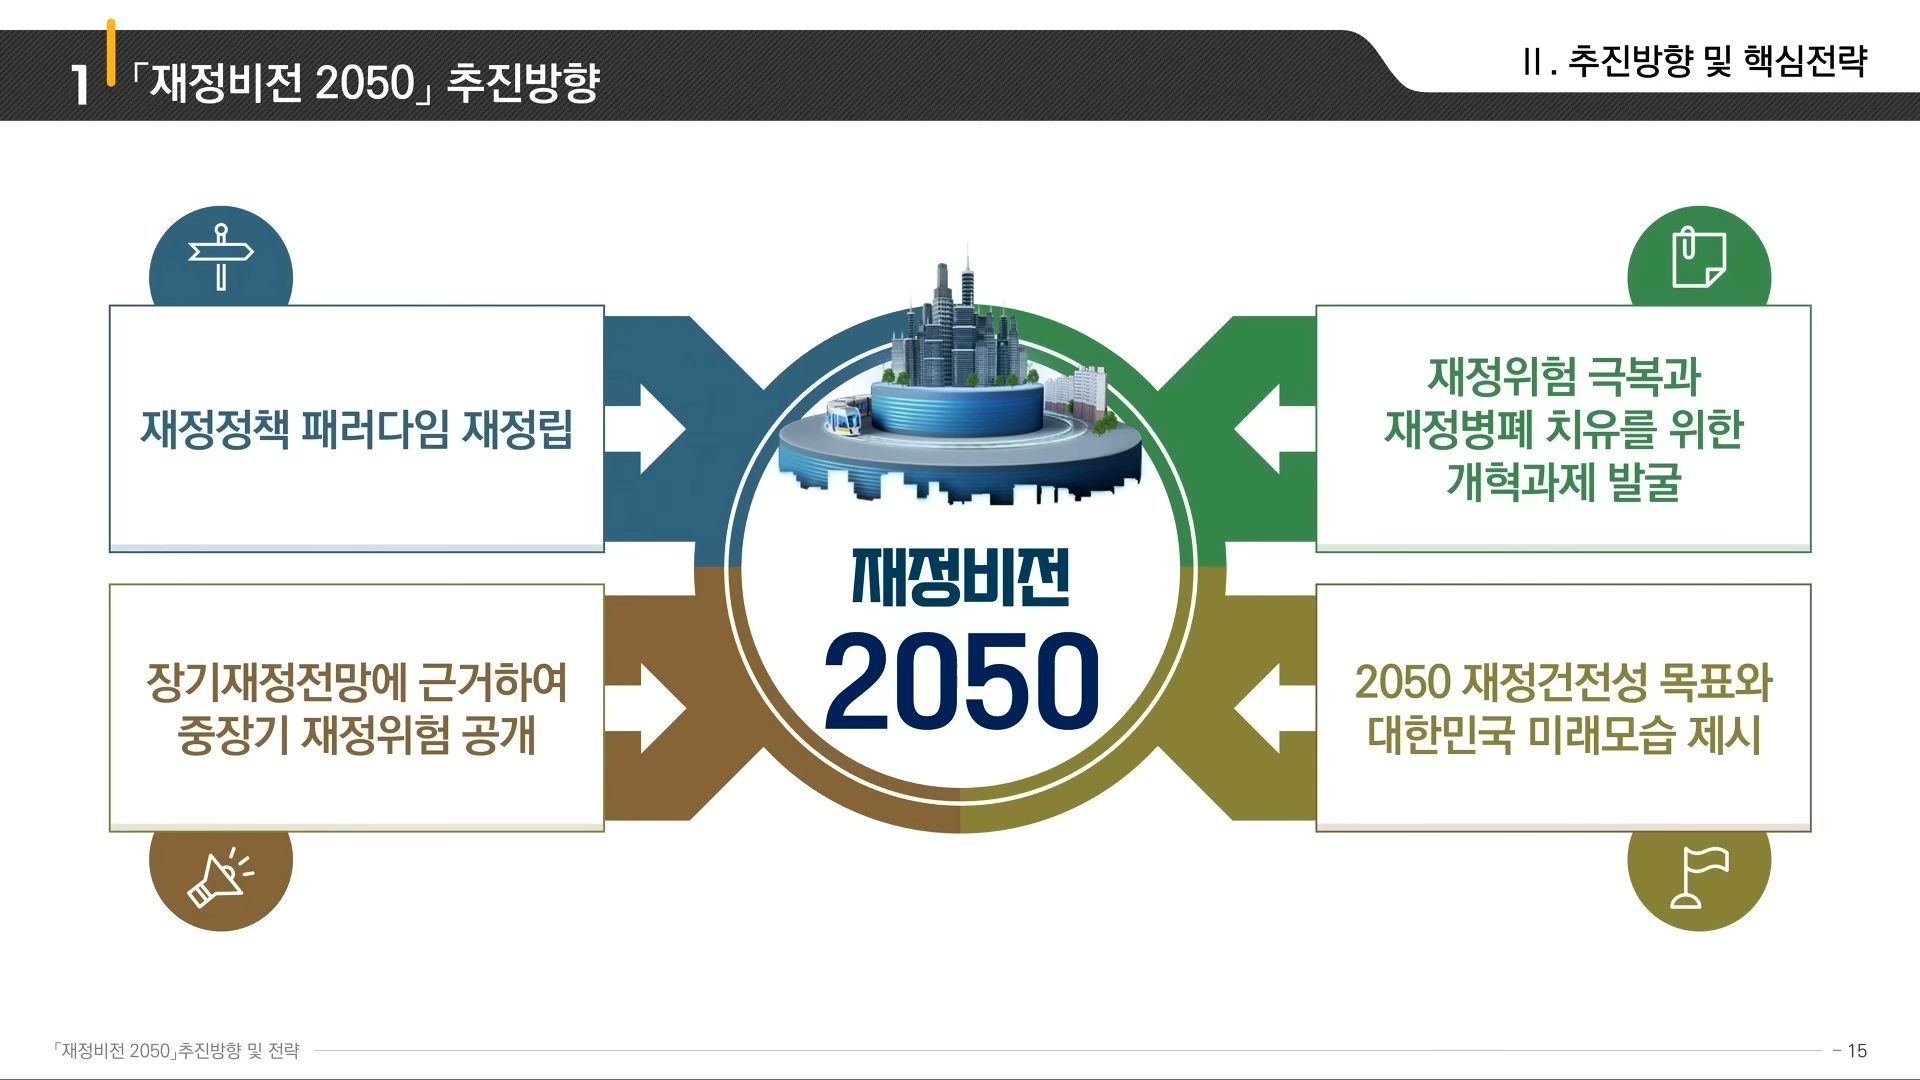 1
「재정비전 2050」 추진방향
Ⅱ. 추진방향 및 핵심전략
재정정책 패러다임 재정립
재정위험 극복과
재정병폐 치유를 위한
개혁과제 발굴
재정비전
2050
장기재정전망에 근거하여
중장기 재정위험 공개
2050 재정건전성 목표와
대한민국 미래모습 제시
「재정비전 2050」추진방향 및 전략
– 15